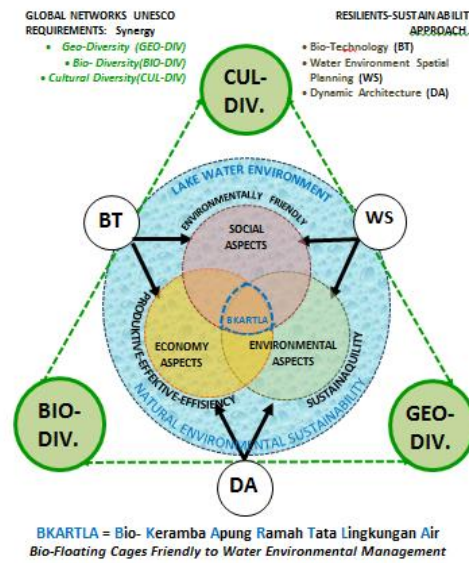 GLOBAL NETWORKS UNESCO
REQUIREMENTS: Synergy
• Geo-Diversity (GEO-DIV)
• Bio- Diversity(BIO-DIV)
• Cultural Diversity(CUL-DIV)
RESILIENTS-SUSTAINABILIT
APPROACH
• Bio-Technology (BT)
• Water Environment Spatial
Planning (WS)
• Dynamic Architecture (DA)
CUL-
DIV.
LAKE WATER ENVIRONMENT
ENVIRONMENTALLY FRIENDLY
BT
WS
SOCIAL
ASPECTS
BKARTLA
ECONOMY
ASPECTS
ENVIRONMENTAL
ASPECTS
PRODUKTIVE-EFFEKTIVE-EFFISIENCY
SUSTAINAQUILITY
NATURAL ENVIRONMENTAL SUSTAINABILITY
BIO-
DIV.
GEO-
DIV.
DA
BKARTLA = Bio- Keramba Apung Ramah Tata Lingkungan Air
Bio-Floating Cages Friendly to Water Environmental Management